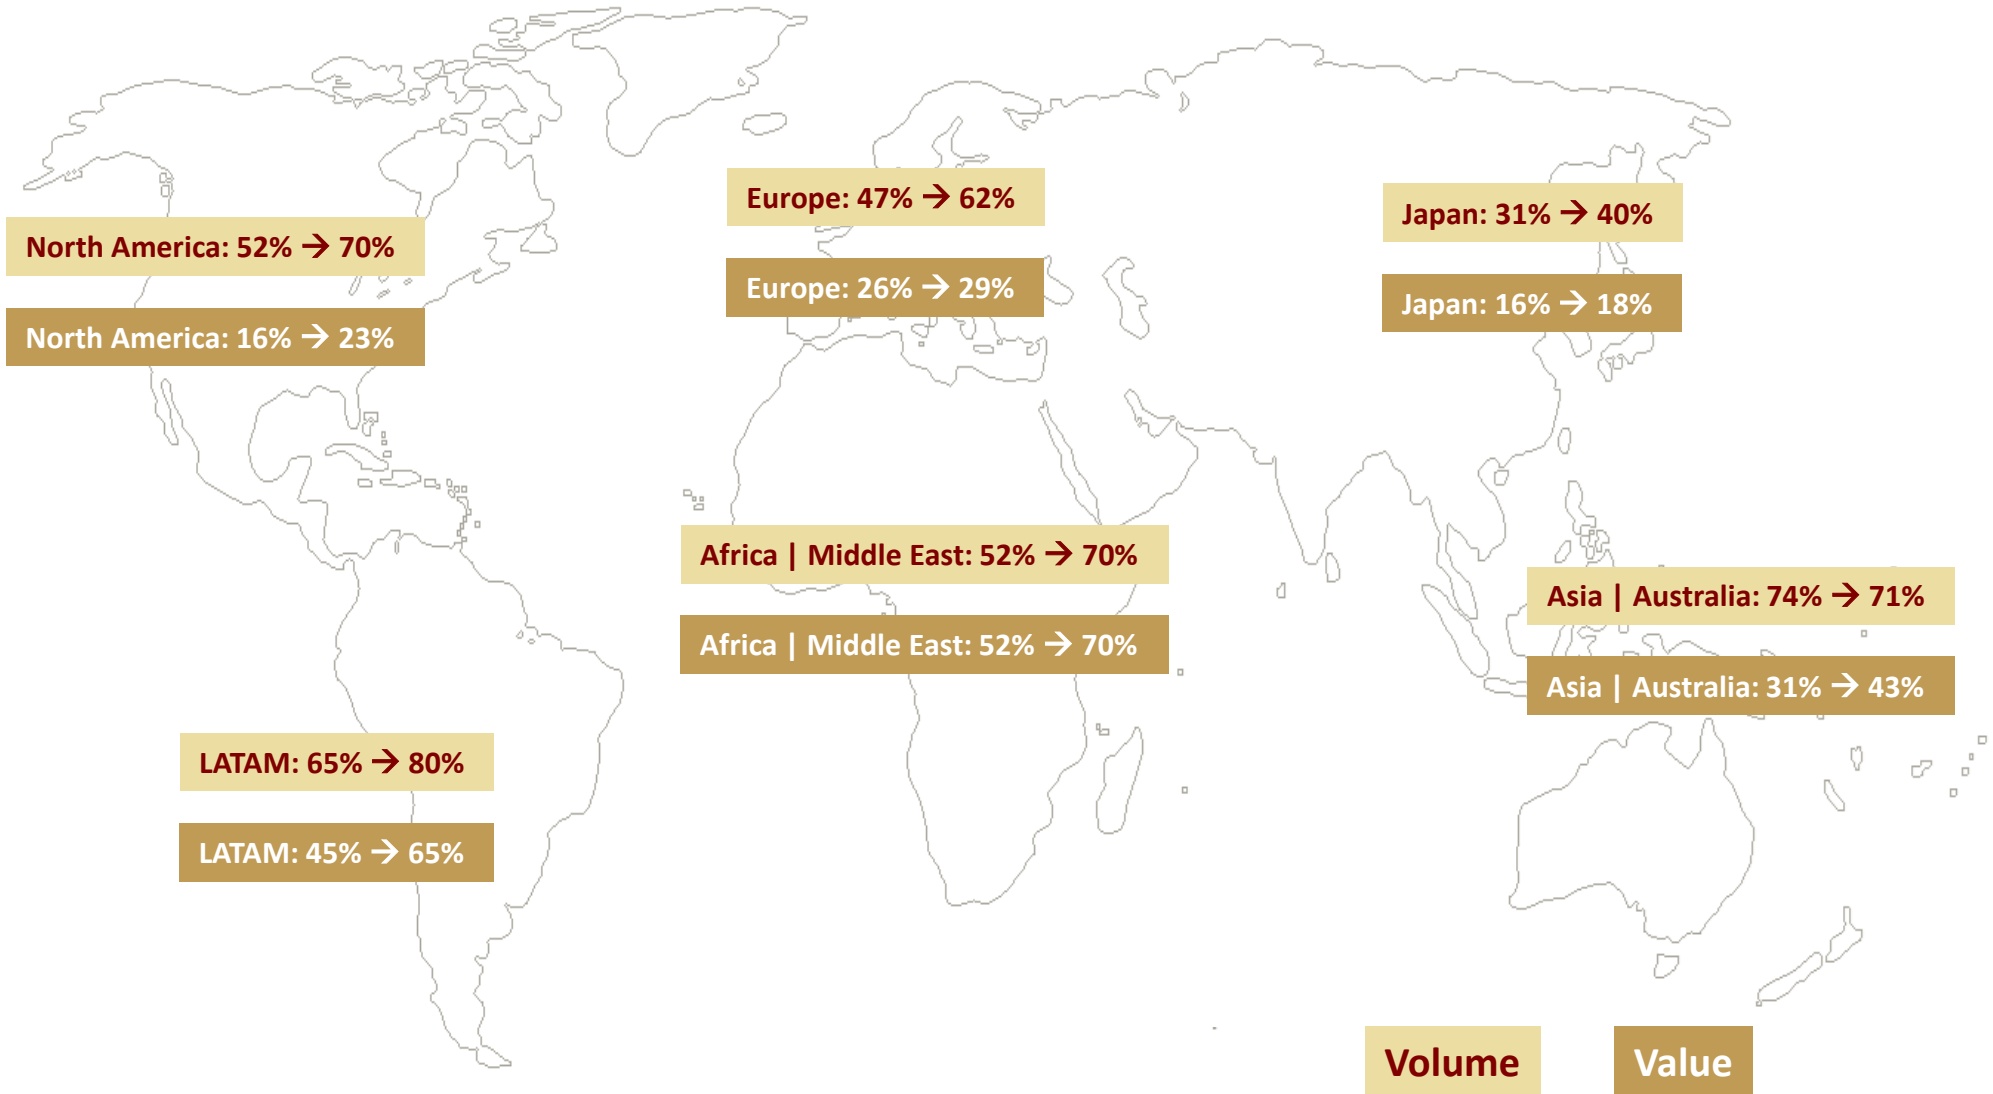 Europe: 47% → 62%
Japan: 31% → 40%
North America: 52% → 70%
Europe: 26% → 29%
Japan: 16% → 18%
North America: 16% → 23%
Africa | Middle East: 52% → 70%
Asia | Australia: 74% → 71%
Africa | Middle East: 52% → 70%
Asia | Australia: 31% → 43%
LATAM: 65% → 80%
LATAM: 45% → 65%
Volume
Value